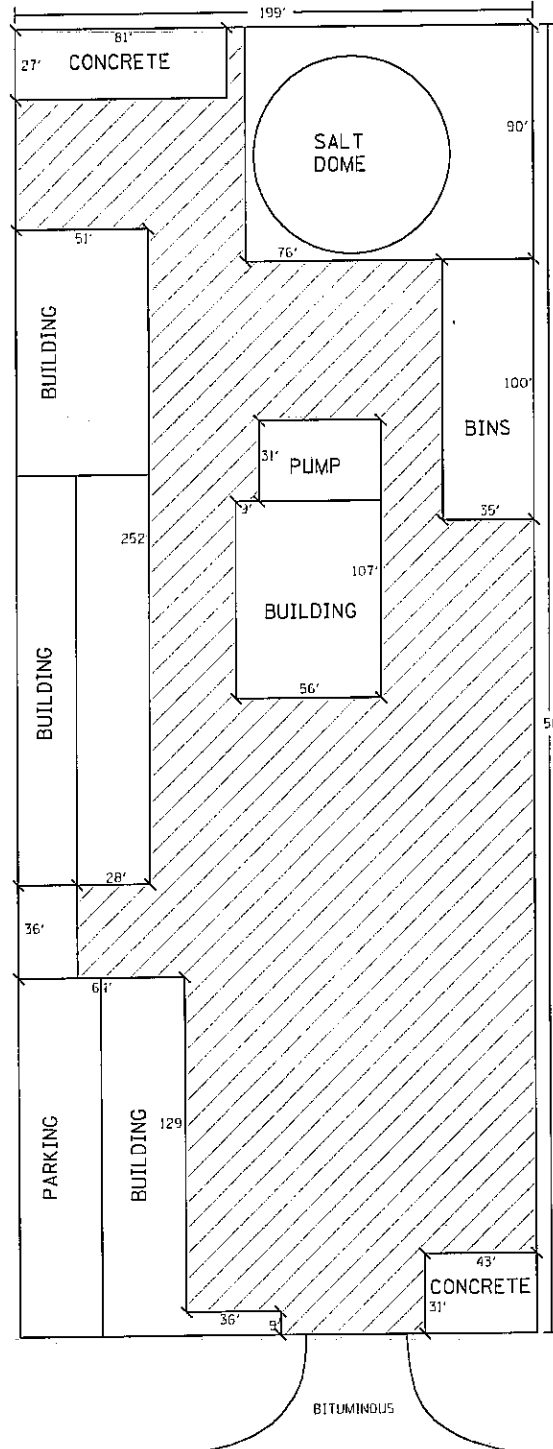 199'
81'
27'
CONCRETE
SALT
DOME
90'
51'
76'
BUILDING
100'
BINS
31'
PUMP
9'
35'
252'
107'
BUILDING
BUILDING
56'
28'
36'
129
PARKING
BUILDING
43'
CONCRETE
31'
36'
9'
BITUMINOUS